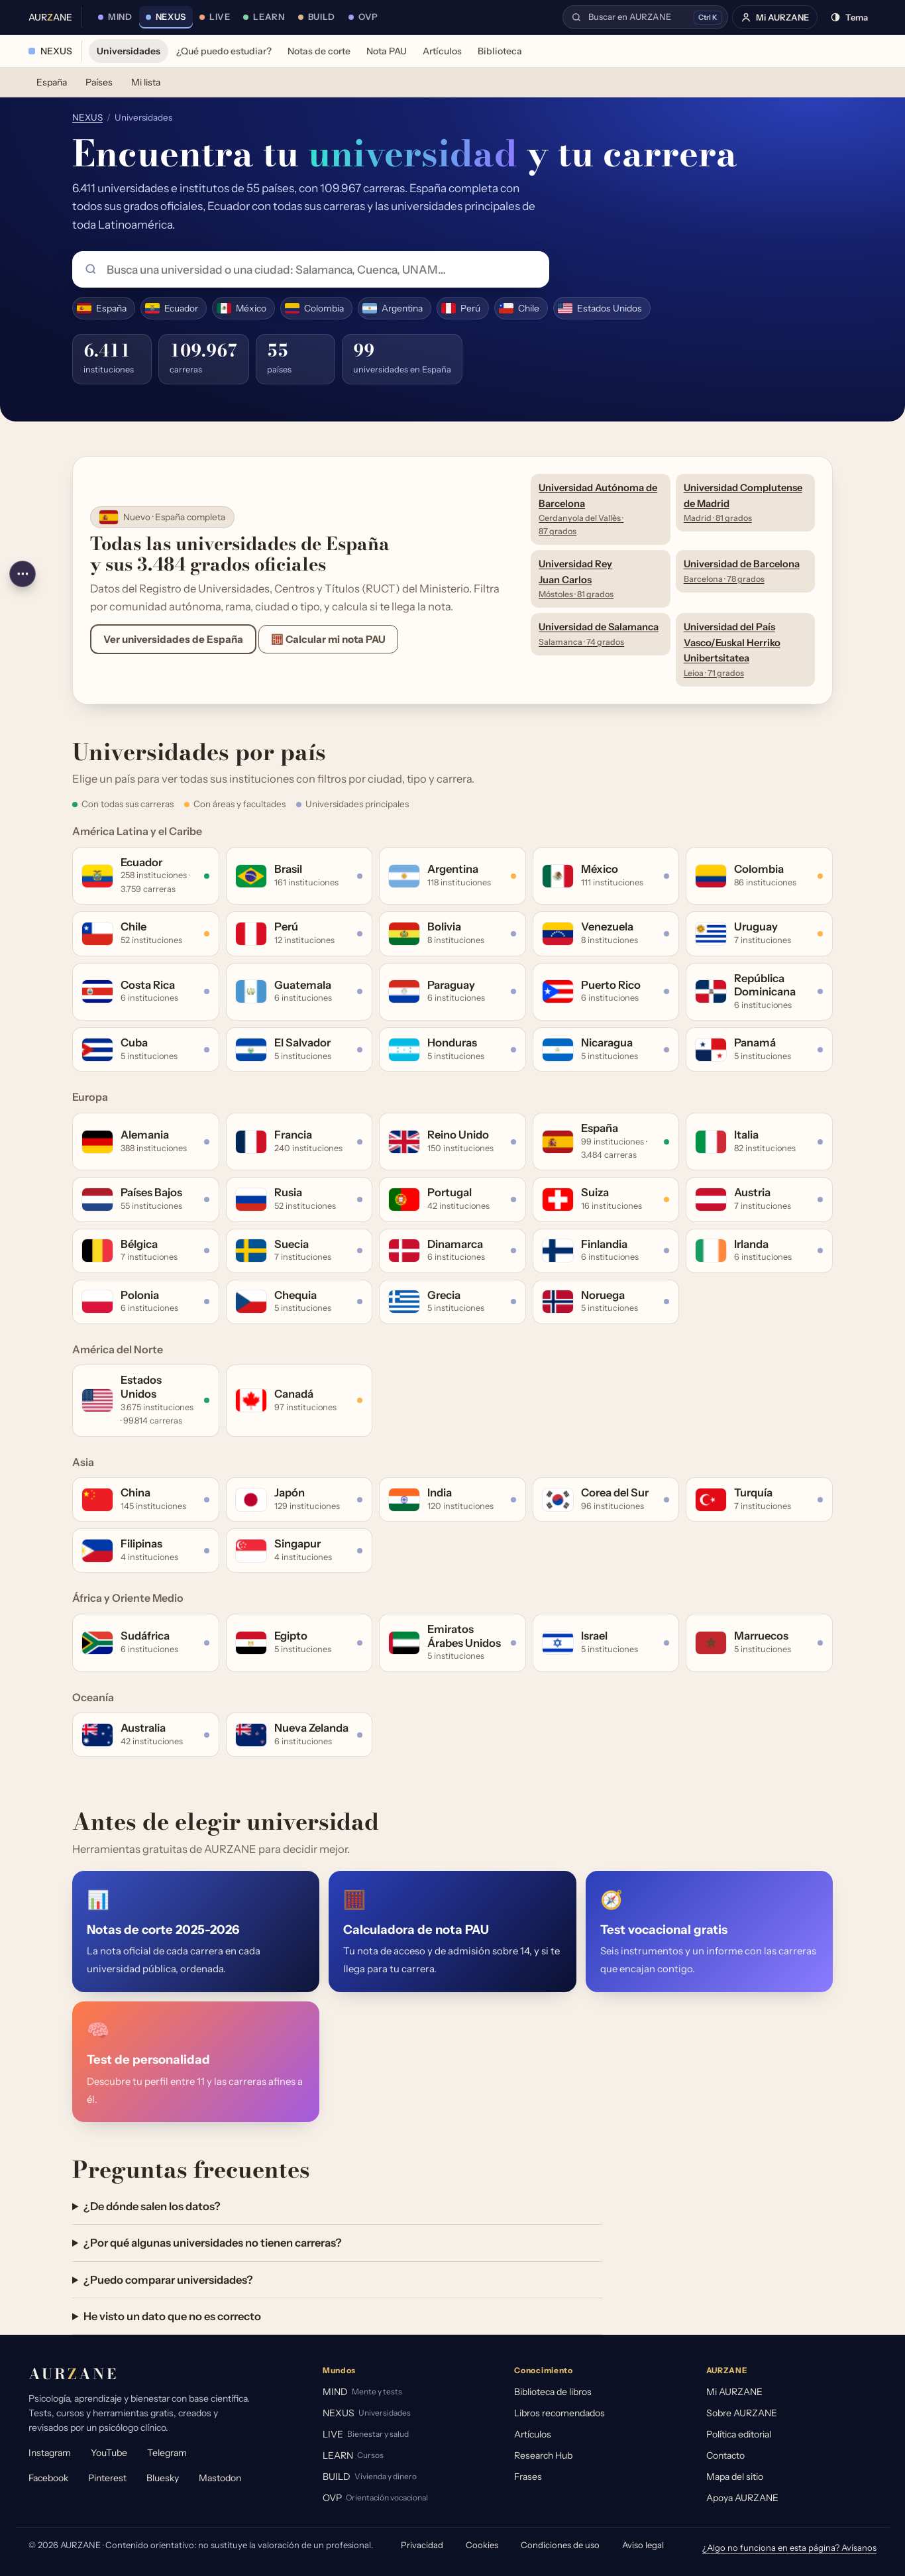 AURZANE
MIND NEXUS LIVE LEARN BUILD OVP
Buscar en AURZANE Ctrl K
Mi AURZANE
Tema
NEXUS
Universidades ¿Qué puedo estudiar? Notas de corte Nota PAU Artículos Biblioteca
España Países Mi lista
NEXUS / Universidades
Encuentra tu universidad y tu carrera
6.411 universidades e institutos de 55 países, con 109.967 carreras. España completa con
todos sus grados oficiales, Ecuador con todas sus carreras y las universidades principales de
toda Latinoamérica.
Busca una universidad o una ciudad: Salamanca, Cuenca, UNAM…
España Ecuador México Colombia Argentina Perú Chile Estados Unidos
6.411
instituciones
109.967
carreras
55
países
99
universidades en España
Nuevo · España completa
Todas las universidades de España
y sus 3.484 grados oficiales
Datos del Registro de Universidades, Centros y Títulos (RUCT) del Ministerio. Filtra
por comunidad autónoma, rama, ciudad o tipo, y calcula si te llega la nota.
Ver universidades de España
Calcular mi nota PAU
Universidad Autónoma de
Barcelona
Cerdanyola del Vallès ·
87 grados
Universidad Complutense
de Madrid
Madrid · 81 grados
Universidad Rey
Juan Carlos
Móstoles · 81 grados
Universidad de Barcelona
Barcelona · 78 grados
Universidad de Salamanca
Salamanca · 74 grados
Universidad del País
Vasco/Euskal Herriko
Unibertsitatea
Leioa · 71 grados
Universidades por país
Elige un país para ver todas sus instituciones con filtros por ciudad, tipo y carrera.
Con todas sus carreras Con áreas y facultades Universidades principales
América Latina y el Caribe
Ecuador
258 instituciones ·
3.759 carreras
Brasil
161 instituciones
Argentina
118 instituciones
México
111 instituciones
Colombia
86 instituciones
Chile
52 instituciones
Perú
12 instituciones
Bolivia
8 instituciones
Venezuela
8 instituciones
Uruguay
7 instituciones
Costa Rica
6 instituciones
Guatemala
6 instituciones
Paraguay
6 instituciones
Puerto Rico
6 instituciones
República
Dominicana
6 instituciones
Cuba
5 instituciones
El Salvador
5 instituciones
Honduras
5 instituciones
Nicaragua
5 instituciones
Panamá
5 instituciones
Europa
Alemania
388 instituciones
Francia
240 instituciones
Reino Unido
150 instituciones
España
99 instituciones ·
3.484 carreras
Italia
82 instituciones
Países Bajos
55 instituciones
Rusia
52 instituciones
Portugal
42 instituciones
Suiza
16 instituciones
Austria
7 instituciones
Bélgica
7 instituciones
Suecia
7 instituciones
Dinamarca
6 instituciones
Finlandia
6 instituciones
Irlanda
6 instituciones
Polonia
6 instituciones
Chequia
5 instituciones
Grecia
5 instituciones
Noruega
5 instituciones
América del Norte
Estados
Unidos
3.675 instituciones
· 99.814 carreras
Canadá
97 instituciones
Asia
China
145 instituciones
Japón
129 instituciones
India
120 instituciones
Corea del Sur
96 instituciones
Turquía
7 instituciones
Filipinas
4 instituciones
Singapur
4 instituciones
África y Oriente Medio
Sudáfrica
6 instituciones
Egipto
5 instituciones
Emiratos
Árabes Unidos
5 instituciones
Israel
5 instituciones
Marruecos
5 instituciones
Oceanía
Australia
42 instituciones
Nueva Zelanda
6 instituciones
Antes de elegir universidad
Herramientas gratuitas de AURZANE para decidir mejor.
Notas de corte 2025-2026
La nota oficial de cada carrera en cada
universidad pública, ordenada.
Calculadora de nota PAU
Tu nota de acceso y de admisión sobre 14, y si te
llega para tu carrera.
Test vocacional gratis
Seis instrumentos y un informe con las carreras
que encajan contigo.
Test de personalidad
Descubre tu perfil entre 11 y las carreras afines a
él.
Preguntas frecuentes
¿De dónde salen los datos?
¿Por qué algunas universidades no tienen carreras?
¿Puedo comparar universidades?
He visto un dato que no es correcto
AURZANE
Psicología, aprendizaje y bienestar con base científica.
Tests, cursos y herramientas gratis, creados y
revisados por un psicólogo clínico.
Instagram YouTube Telegram
Facebook Pinterest Bluesky Mastodon
Mundos
MIND Mente y tests
NEXUS Universidades
LIVE Bienestar y salud
LEARN Cursos
BUILD Vivienda y dinero
OVP Orientación vocacional
Conocimiento
Biblioteca de libros
Libros recomendados
Artículos
Research Hub
Frases
AURZANE
Mi AURZANE
Sobre AURZANE
Política editorial
Contacto
Mapa del sitio
Apoya AURZANE
© 2026 AURZANE · Contenido orientativo: no sustituye la valoración de un profesional.
Privacidad Cookies Condiciones de uso Aviso legal
¿Algo no funciona en esta página? Avísanos